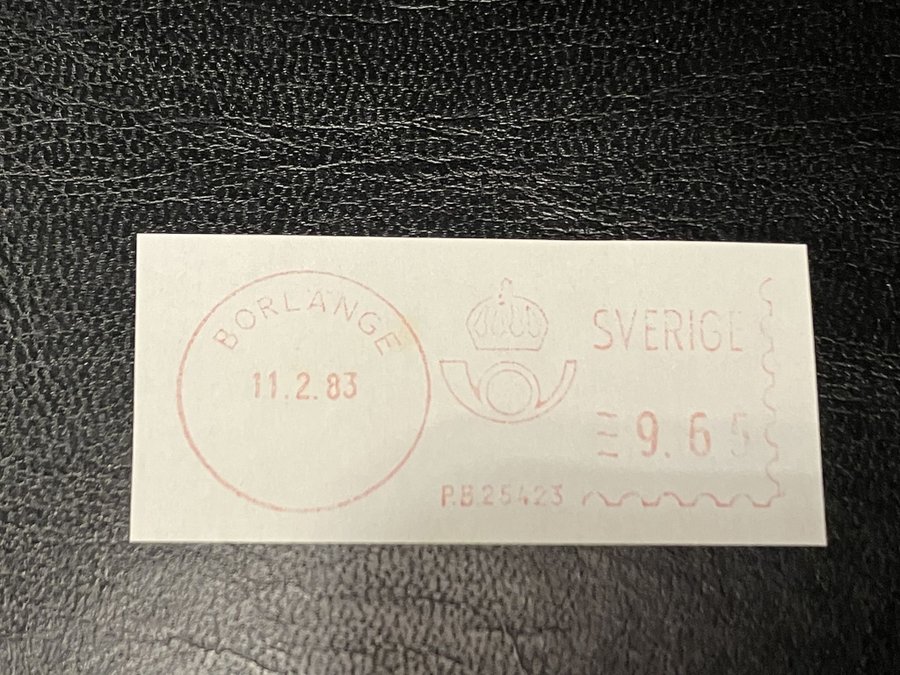 BORLÄNGE
11.2.83
SVERIGE
9.65
P.B.25423